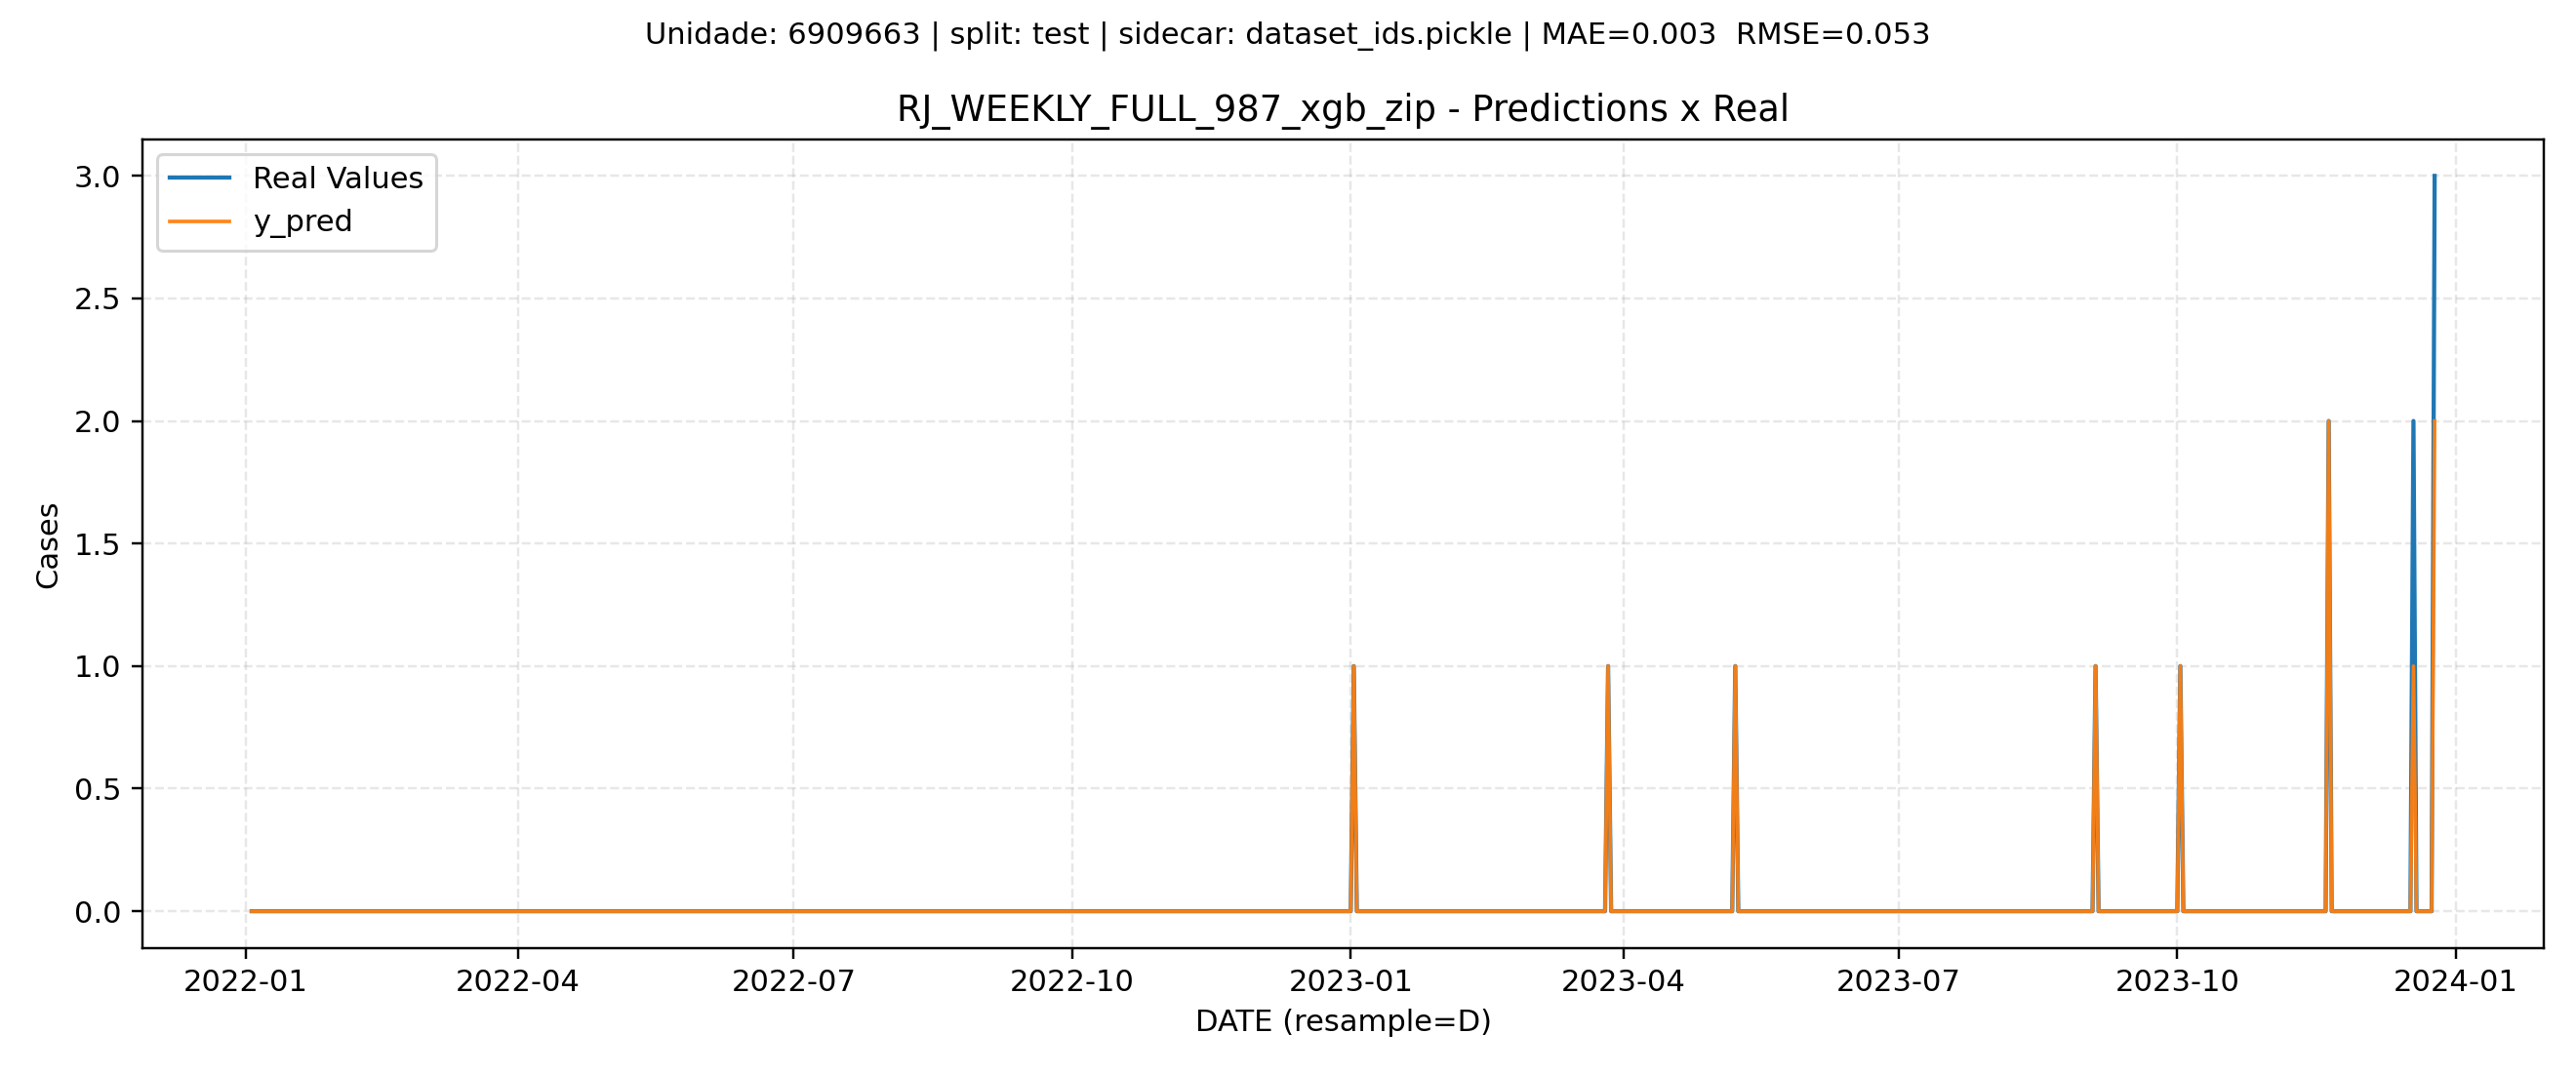 Unidade: 6909663 | split: test | sidecar: dataset_ids.pickle | MAE=0.003  RMSE=0.053
RJ_WEEKLY_FULL_987_xgb_zip - Predictions x Real
Real Values
y_pred
3.0
2.5
2.0
1.5
1.0
0.5
0.0
Cases
2022-01 2022-04 2022-07 2022-10 2023-01 2023-04 2023-07 2023-10 2024-01
DATE (resample=D)